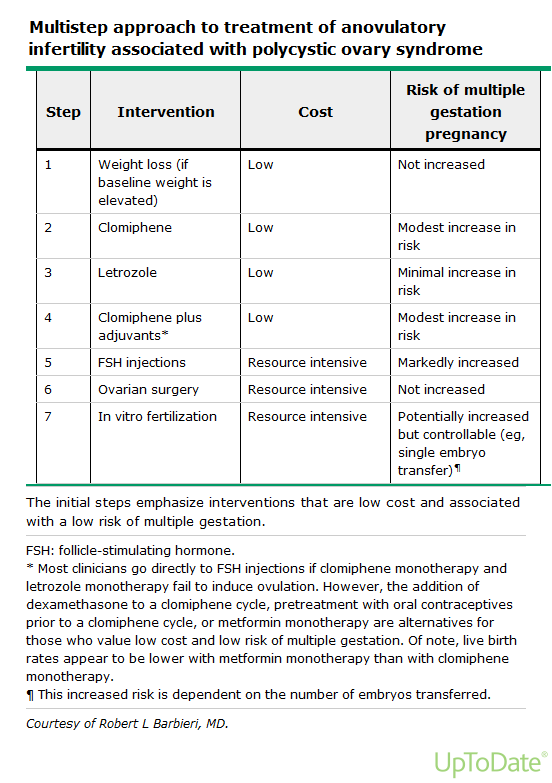 Multistep approach to treatment of anovulatory
infertility associated with polycystic ovary syndrome
Step Intervention Cost Risk of multiple gestation pregnancy
1 Weight loss (if baseline weight is elevated) Low Not increased
2 Clomiphene Low Modest increase in risk
3 Letrozole Low Minimal increase in risk
4 Clomiphene plus adjuvants* Low Modest increase in risk
5 FSH injections Resource intensive Markedly increased
6 Ovarian surgery Resource intensive Not increased
7 In vitro fertilization Resource intensive Potentially increased but controllable (eg, single embryo transfer)¶
The initial steps emphasize interventions that are low cost and associated
with a low risk of multiple gestation.
FSH: follicle-stimulating hormone.
* Most clinicians go directly to FSH injections if clomiphene monotherapy and
letrozole monotherapy fail to induce ovulation. However, the addition of
dexamethasone to a clomiphene cycle, pretreatment with oral contraceptives
prior to a clomiphene cycle, or metformin monotherapy are alternatives for
those who value low cost and low risk of multiple gestation. Of note, live birth
rates appear to be lower with metformin monotherapy than with clomiphene
monotherapy.
¶ This increased risk is dependent on the number of embryos transferred.
Courtesy of Robert L Barbieri, MD.
UpToDate®